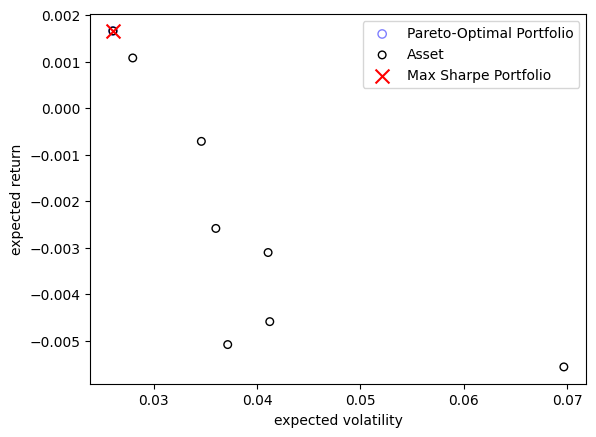 0.002
0.001
0.000
−0.001
−0.002
−0.003
−0.004
−0.005
expected return
Pareto-Optimal Portfolio
Asset
Max Sharpe Portfolio
0.03 0.04 0.05 0.06 0.07
expected volatility